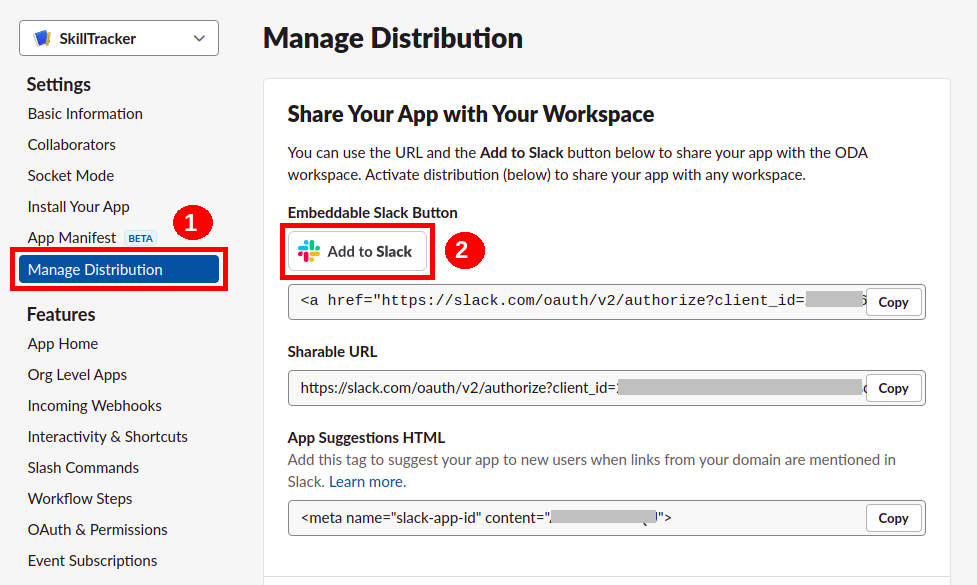 SkillTracker
Settings
Basic Information
Collaborators
Socket Mode
Install Your App
App Manifest BETA
1
Manage Distribution
Features
App Home
Org Level Apps
Incoming Webhooks
Interactivity & Shortcuts
Slash Commands
Workflow Steps
OAuth & Permissions
Event Subscriptions
Manage Distribution
Share Your App with Your Workspace
You can use the URL and the Add to Slack button below to share your app with the ODA
workspace. Activate distribution (below) to share your app with any workspace.
Embeddable Slack Button
Add to Slack
2
<a href="https://slack.com/oauth/v2/authorize?client_id= Copy
Sharable URL
https://slack.com/oauth/v2/authorize?client_id= Copy
App Suggestions HTML
Add this tag to suggest your app to new users when links from your domain are mentioned in
Slack. Learn more.
<meta name="slack-app-id" content=" "> Copy